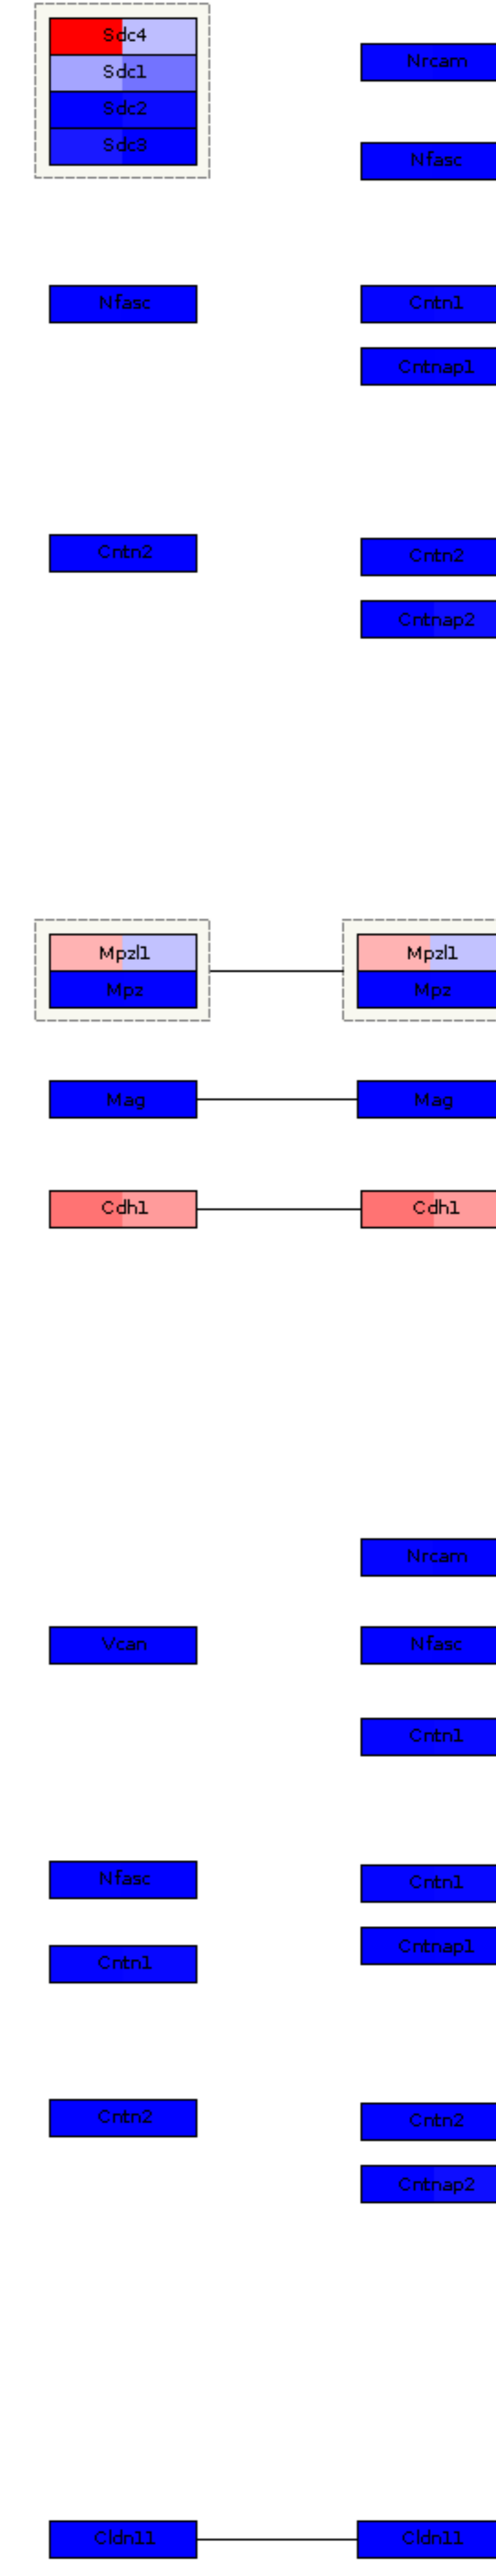 Sdc4
Nrcam
Sdc1
Sdc2
Sdc3
Nfasc
Nfasc
Cntn1
Cntnap1
Cntn2
Cntn2
Cntnap2
Mpzl1
Mpzl1
Mpz
Mpz
Mag
Mag
Cdh1
Cdh1
Nrcam
Vcan
Nfasc
Cntn1
Nfasc
Cntn1
Cntnap1
Cntn1
Cntn2
Cntn2
Cntnap2
Cldn11
Cldn11